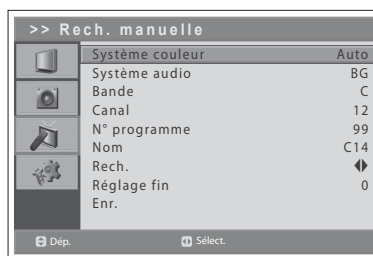 >> Rech. manuelle
Système couleur Auto
Système audio BG
Bande C
Canal 12
N° programme 99
Nom C14
Rech.
Réglage fin 0
Enr.
Dép. Sélect.